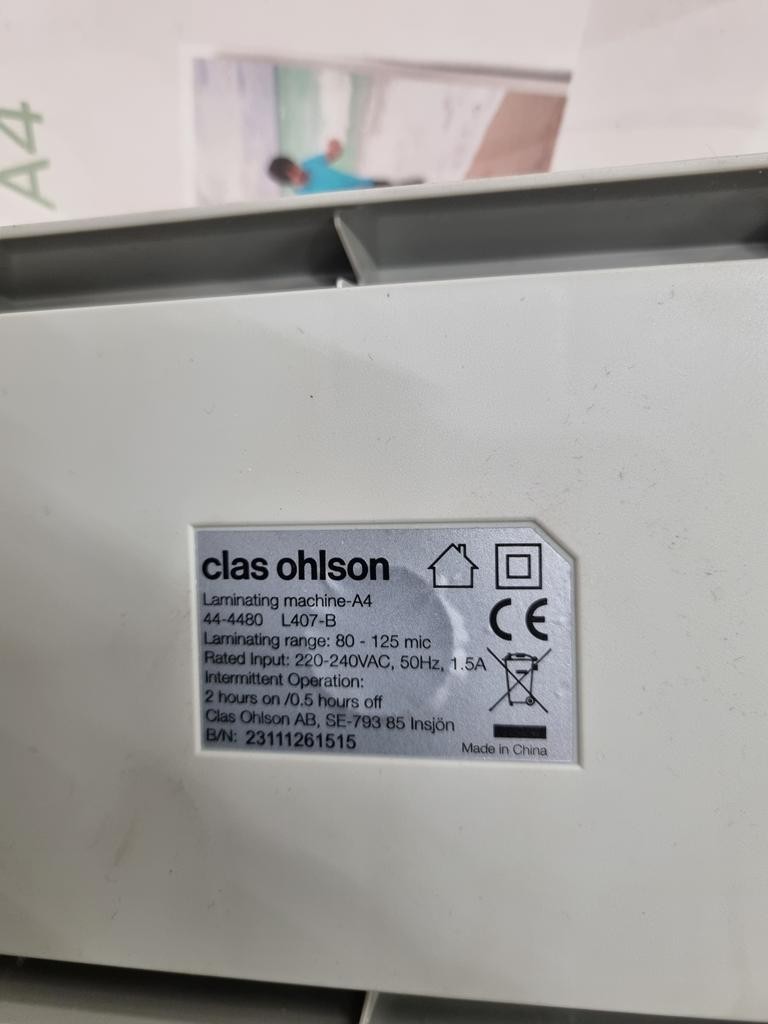 A4
clas ohlson
Laminating machine-A4
44-4480 L407-B
Laminating range: 80 - 125 mic
Rated Input: 220-240VAC, 50Hz, 1.5A
Intermittent Operation:
2 hours on /0.5 hours off
Clas Ohlson AB, SE-793 85 Insjön
B/N: 23111261515
CE
Made in China